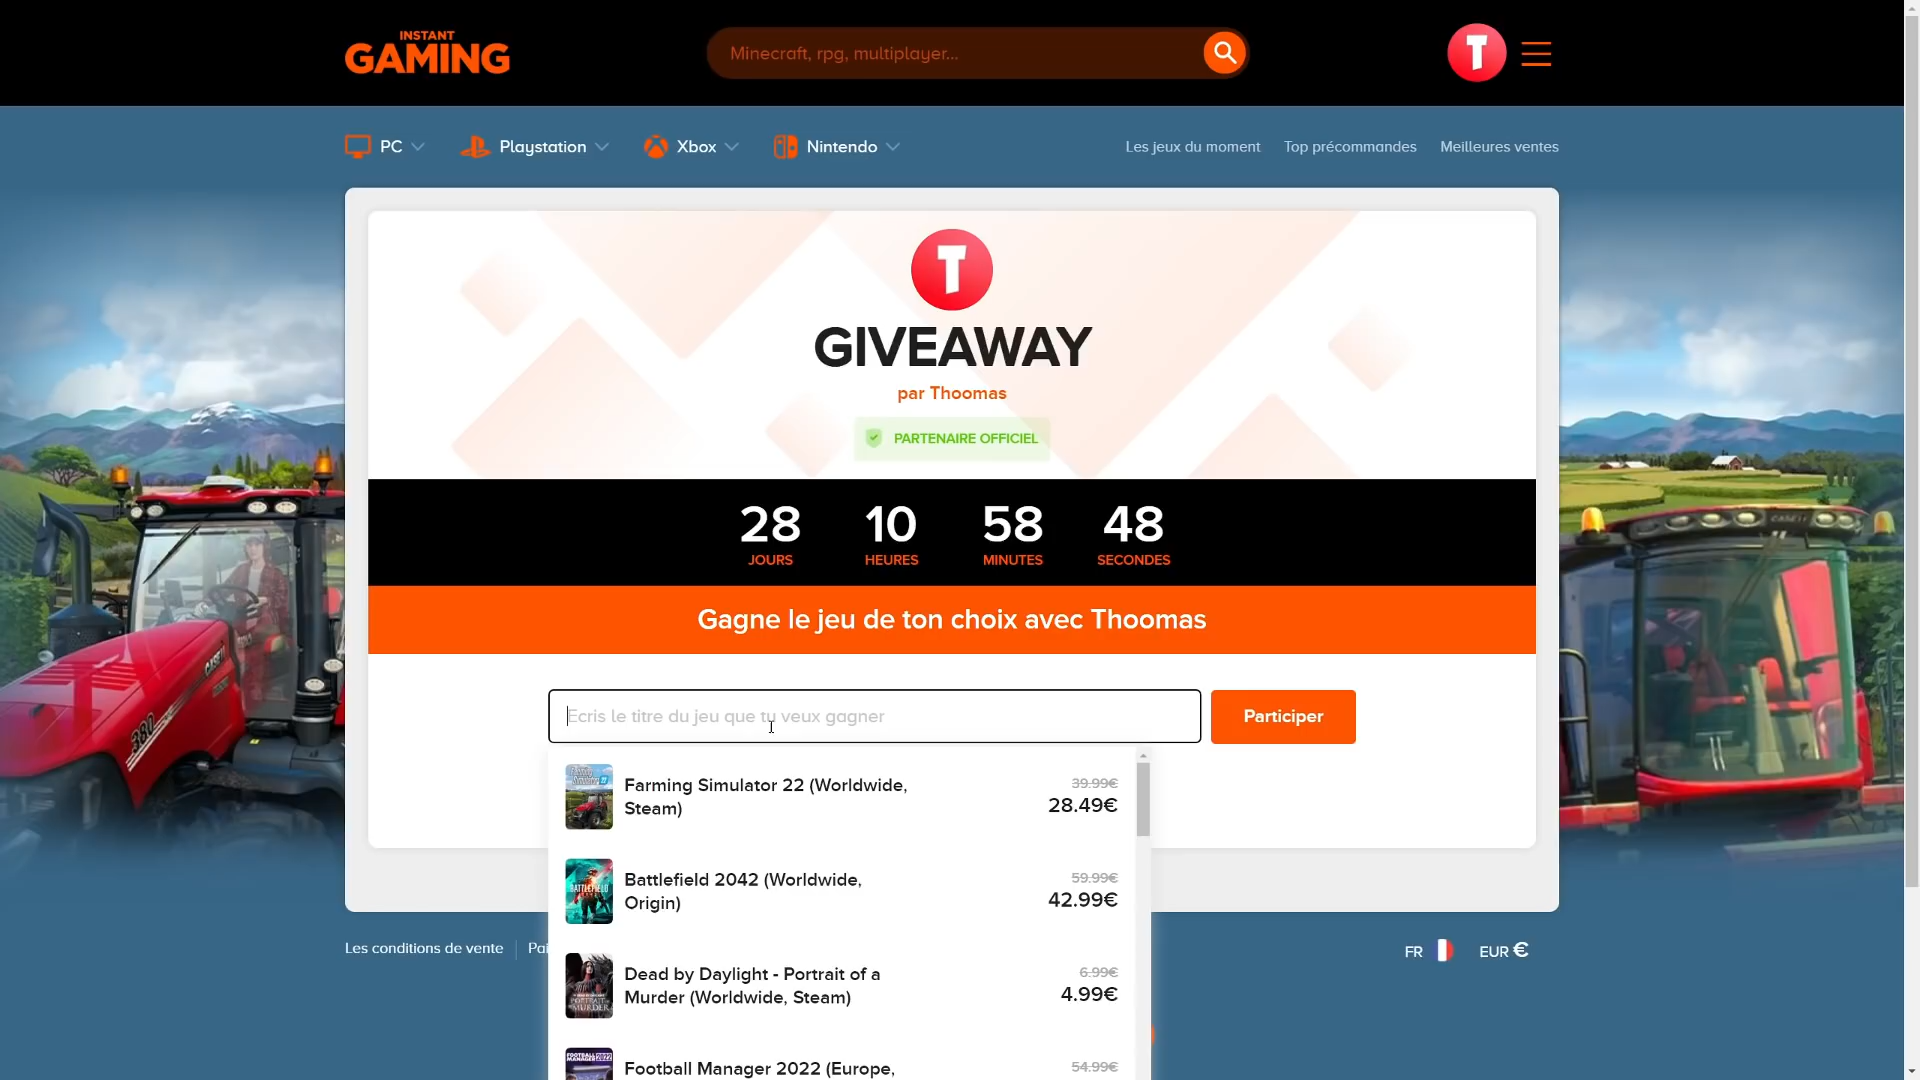 INSTANT
GAMING
Minecraft, rpg, multiplayer...
T
PC
Playstation
Xbox
Nintendo
Les jeux du moment
Top précommandes
Meilleures ventes
T
GIVEAWAY
par Thoomas
PARTENAIRE OFFICIEL
28 10 58 48
JOURS HEURES MINUTES SECONDES
Gagne le jeu de ton choix avec Thoomas
Ecris le titre du jeu que tu veux gagner
Participer
Farming Simulator 22 (Worldwide,
Steam)
39.99€
28.49€
Battlefield 2042 (Worldwide,
Origin)
59.99€
42.99€
Dead by Daylight - Portrait of a
Murder (Worldwide, Steam)
6.99€
4.99€
Football Manager 2022 (Europe,
54.99€
Les conditions de vente
Pai
FR
EUR €
CASE IH
380